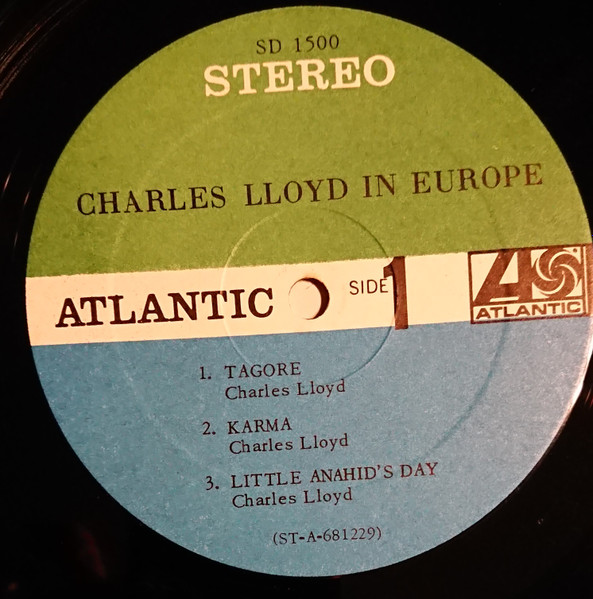 SD 1500
STEREO
CHARLES LLOYD IN EUROPE
ATLANTIC SIDE 1
ATLANTIC
1. TAGORE
Charles Lloyd
2. KARMA
Charles Lloyd
3. LITTLE ANAHID'S DAY
Charles Lloyd
(ST-A-681229)